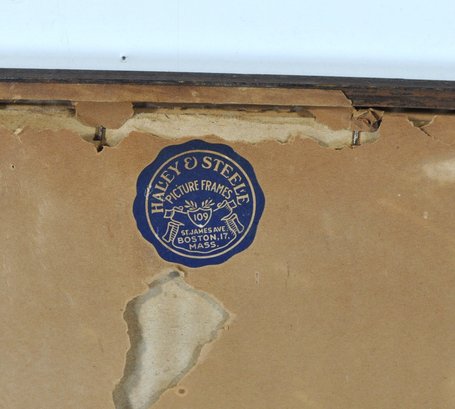 HALEY & STEELE
PICTURE FRAMES
109
ST. JAMES AVE.
BOSTON, 17.
MASS.